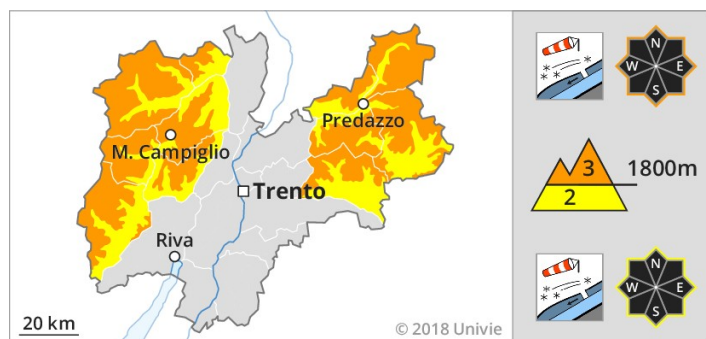 Predazzo
M. Campiglio
Trento
Riva
20 km
© 2018 Univie
N
W E
S
3 1800m
2
N
W E
S